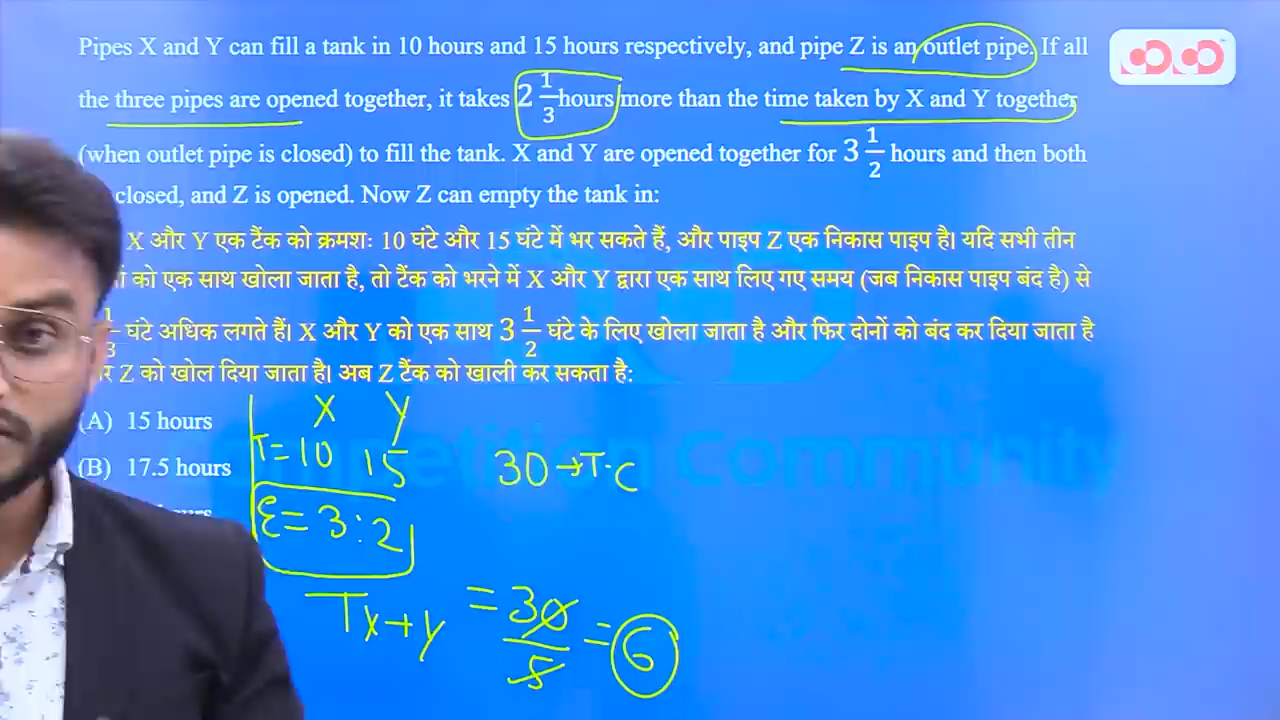 Pipes X and Y can fill a tank in 10 hours and 15 hours respectively, and pipe Z is an outlet pipe. If all
the three pipes are opened together, it takes 2 1/3 hours more than the time taken by X and Y together
(when outlet pipe is closed) to fill the tank. X and Y are opened together for 3 1/2 hours and then both
closed, and Z is opened. Now Z can empty the tank in:
X और Y एक टैंक को क्रमशः 10 घंटे और 15 घंटे में भर सकते हैं, और पाइप Z एक निकास पाइप है। यदि सभी तीन
को एक साथ खोला जाता है, तो टैंक को भरने में X और Y द्वारा एक साथ लिए गए समय (जब निकास पाइप बंद है) से
घंटे अधिक लगते हैं। X और Y को एक साथ 3 1/2 घंटे के लिए खोला जाता है और फिर दोनों को बंद कर दिया जाता है
Z को खोल दिया जाता है। अब Z टैंक को खाली कर सकता है:
(A) 15 hours
(B) 17.5 hours
X Y
T= 10 15
30 → T.C
E= 3:2
Tx+y = 30/5 = 6